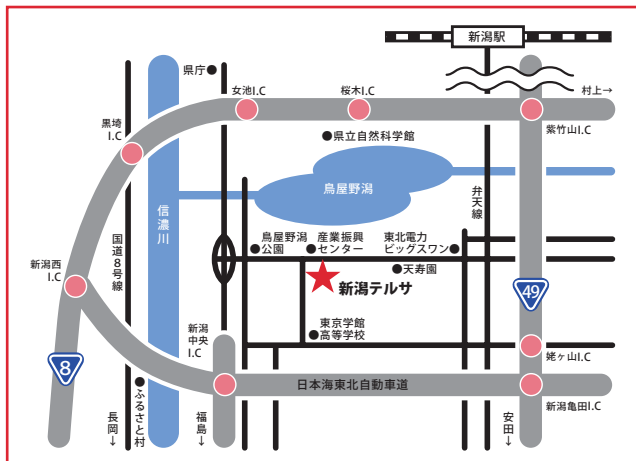 新潟駅
県庁
女池I.C
桜木I.C
村上→
黒埼
I.C
県立自然科学館
紫竹山I.C
鳥屋野潟
弁天線
信濃川
国道8号線
鳥屋野潟
公園
産業振興
センター
東北電力
ビッグスワン
天寿園
新潟西
I.C
新潟テルサ
49
新潟
中央
I.C
東京学館
高等学校
姥ヶ山I.C
8
日本海東北自動車道
新潟亀田I.C
ふるさと村
長岡→
福島→
安田→